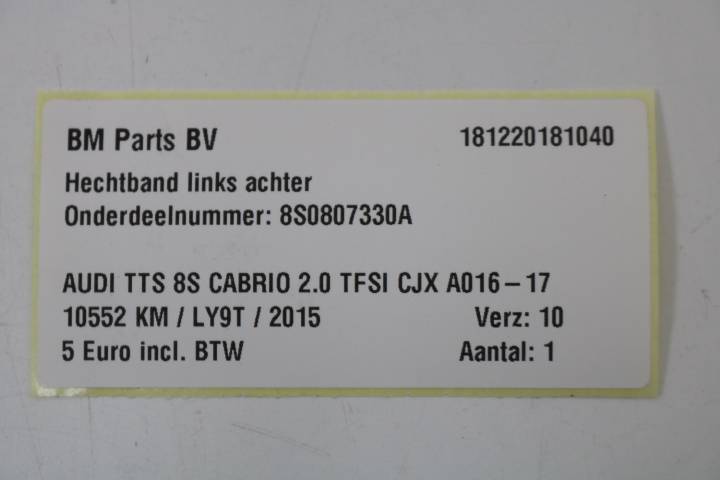 BM Parts BV 181220181040
Hechtband links achter
Onderdeelnummer: 8S0807330A
AUDI TTS 8S CABRIO 2.0 TFSI CJX A016-17
10552 KM / LY9T / 2015 Verz: 10
5 Euro incl. BTW Aantal: 1